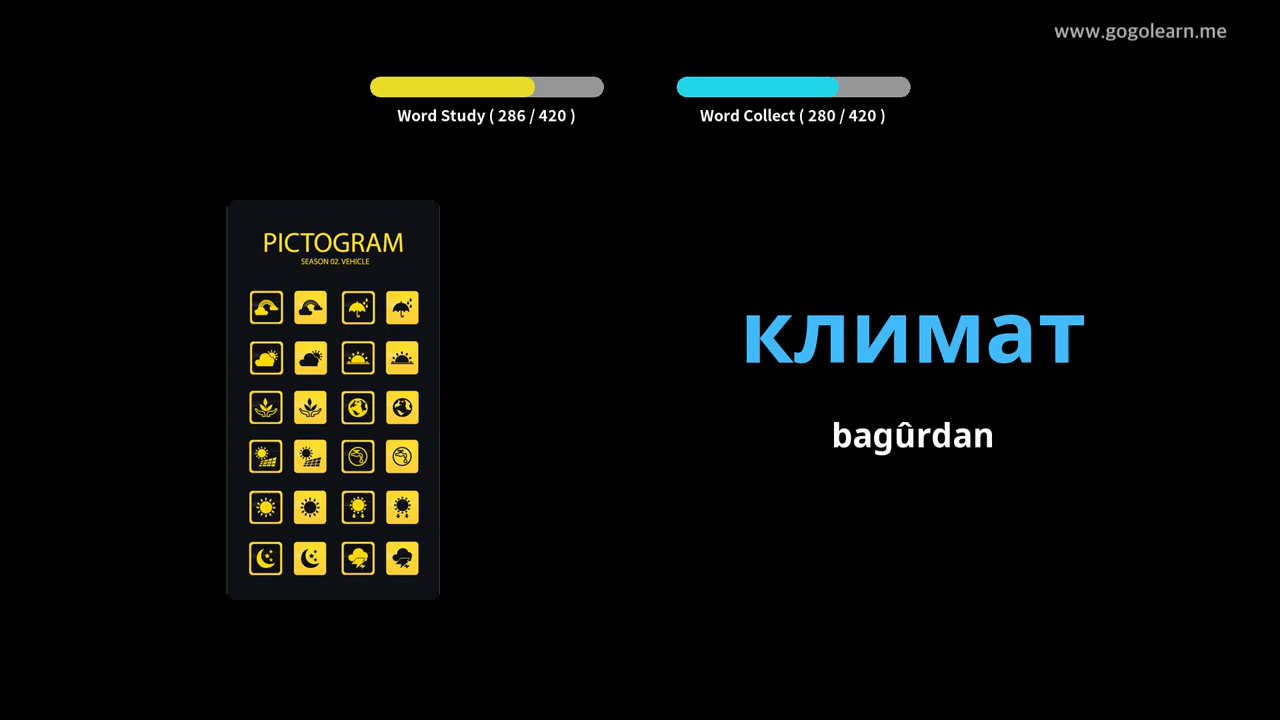 www.gogolearn.me
Word Study ( 286 / 420 )
Word Collect ( 280 / 420 )
PICTOGRAM
SEASON 02. VEHICLE
климат
bagûrdan